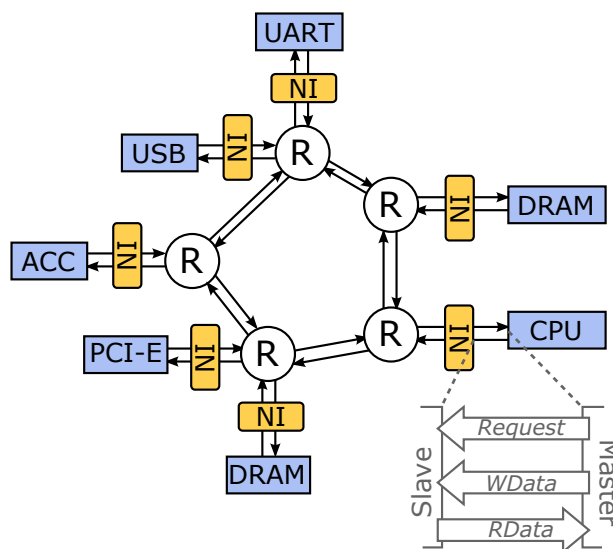 UART
NI
USB
NI
R
R
NI
DRAM
ACC
NI
R
PCI-E
NI
R
R
NI
CPU
NI
DRAM
Slave
Request
WData
RData
Master